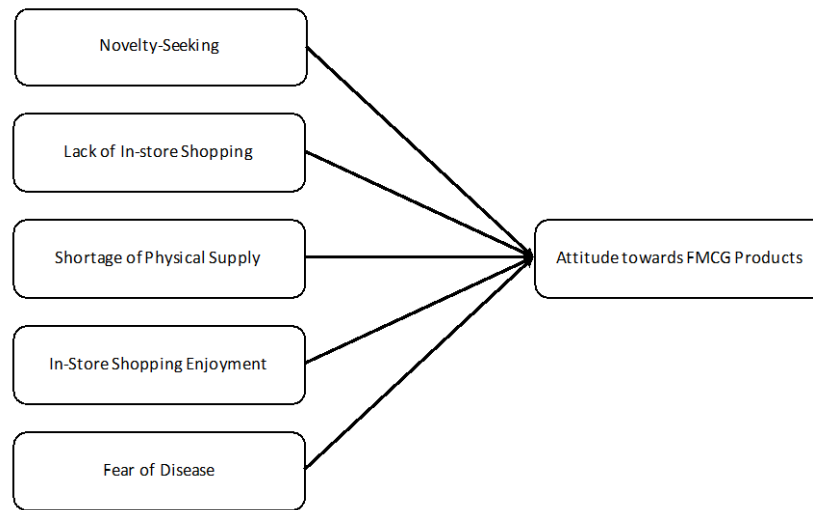 Novelty-Seeking
Lack of In-store Shopping
Shortage of Physical Supply
Attitude towards FMCG Products
In-Store Shopping Enjoyment
Fear of Disease